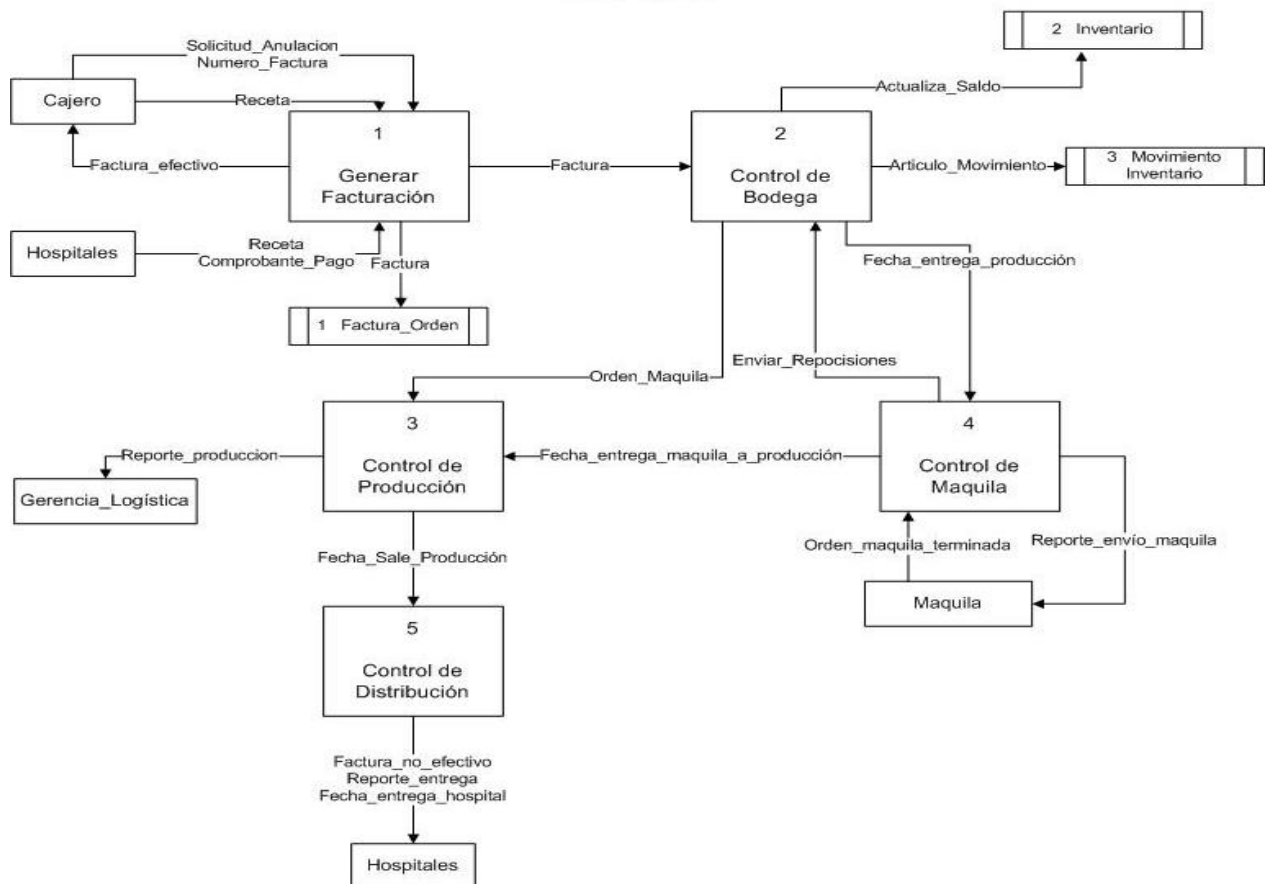 Solicitud_Anulacion
Numero_Factura
2 Inventario
Cajero
Receta
Actualiza_Saldo
1
Generar
Facturación
2
Control de
Bodega
Factura_efectivo
Factura
Articulo_Movimiento
3 Movimiento
Inventario
Hospitales
Receta
Comprobante_Pago
Factura
Fecha_entrega_producción
1 Factura_Orden
Enviar_Repocisiones
Orden_Maquila
3
Control de
Producción
4
Control de
Maquila
Reporte_produccion
Fecha_entrega_maquila_a_producción
Gerencia_Logística
Orden_maquila_terminada
Reporte_envío_maquila
Fecha_Sale_Producción
Maquila
5
Control de
Distribución
Factura_no_efectivo
Reporte_entrega
Fecha_entrega_hospital
Hospitales